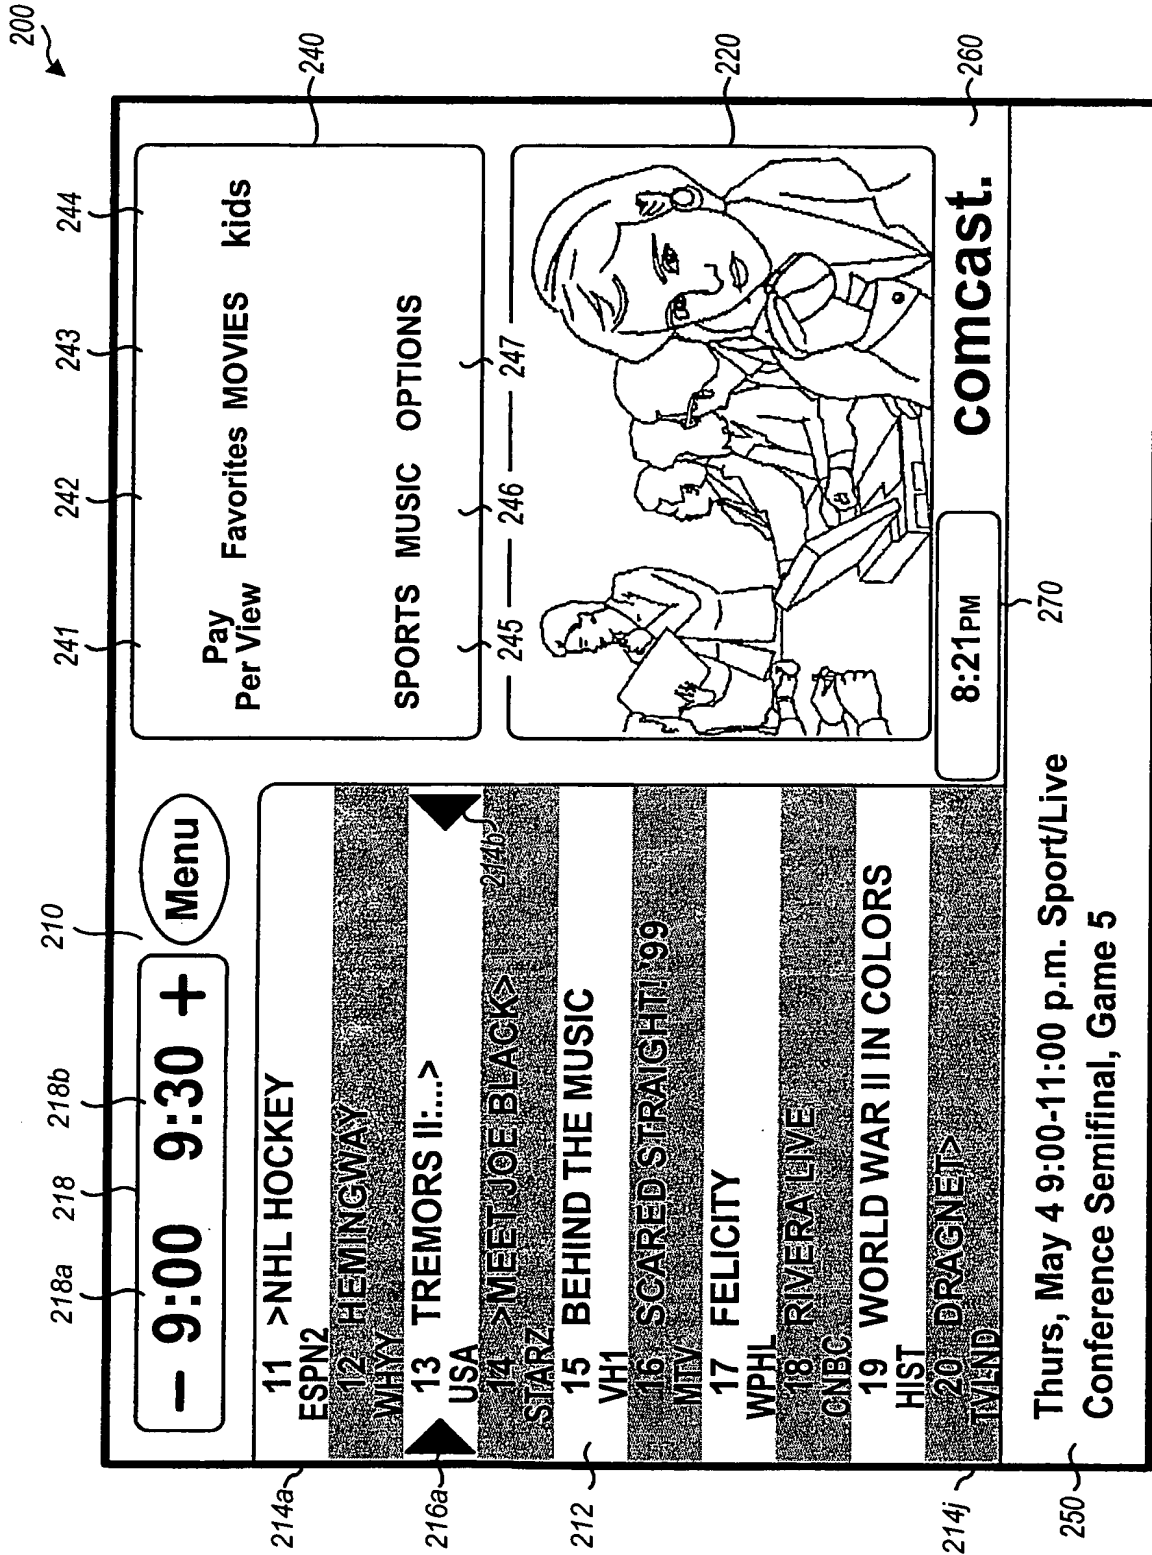 200
210
218
218a
218b
241
242
243
244
– 9:00 9:30 +
Menu
11 >NHL HOCKEY
ESPN2
12 HEMINGWAY
WHYY
13 TREMORS II:...>
USA
14 >MEET JOE BLACK>
STARZ
15 BEHIND THE MUSIC
VH1
16 SCARED STRAIGHT! '99
MTV
17 FELICITY
WPHL
18 RIVERA LIVE
CNBC
19 WORLD WAR II IN COLORS
HIST
20 DRAGNET>
TVLND
214a
216a
212
214j
250
214b
Pay
Per View Favorites MOVIES kids
SPORTS MUSIC OPTIONS
245
246
247
240
220
260
8:21PM
comcast.
270
Thurs, May 4 9:00-11:00 p.m. Sport/Live
Conference Semifinal, Game 5